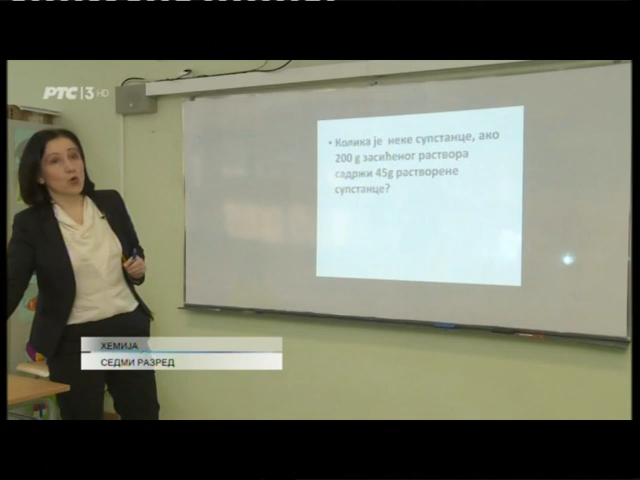 РТС|3 HD
• Колика је неке супстанце, ако
200 g засићеног раствора
садржи 45g растворене
супстанце?
ХЕМИЈА
СЕДМИ РАЗРЕД